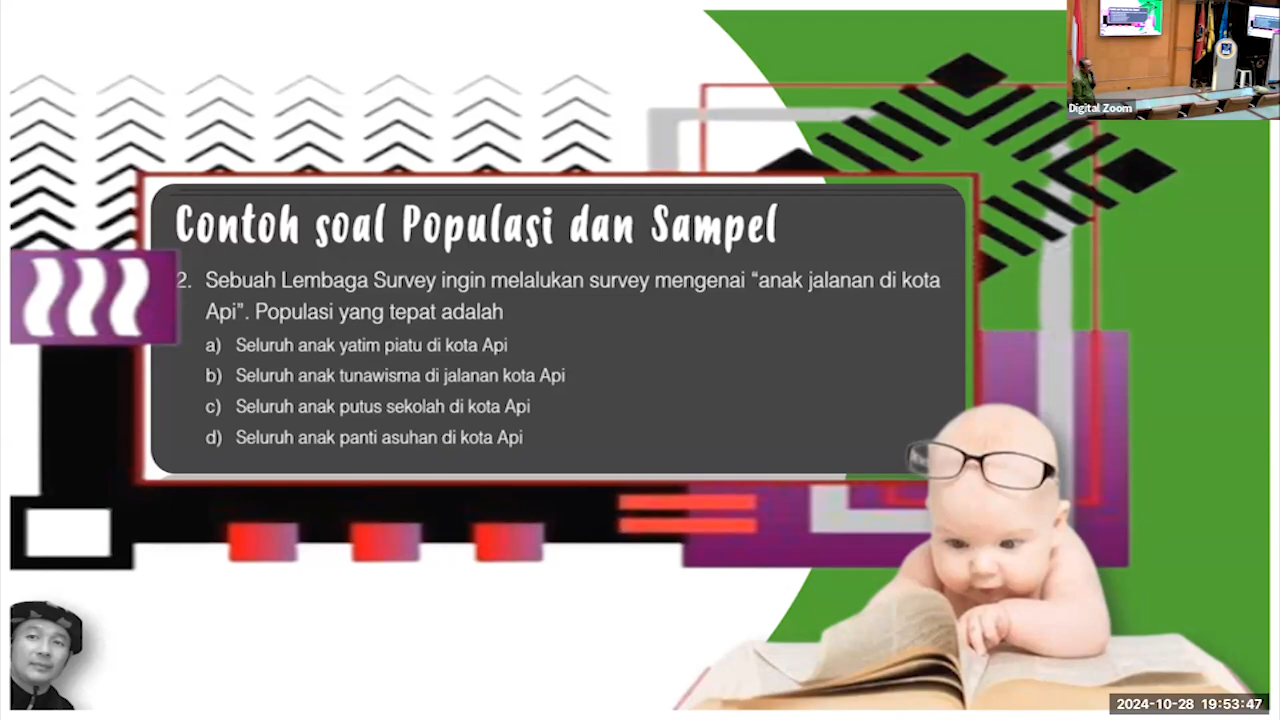 Digital Zoom
Contoh soal Populasi dan Sampel
2. Sebuah Lembaga Survey ingin melalukan survey mengenai “anak jalanan di kota
Api”. Populasi yang tepat adalah
a) Seluruh anak yatim piatu di kota Api
b) Seluruh anak tunawisma di jalanan kota Api
c) Seluruh anak putus sekolah di kota Api
d) Seluruh anak panti asuhan di kota Api
2024-10-28 19:53:47